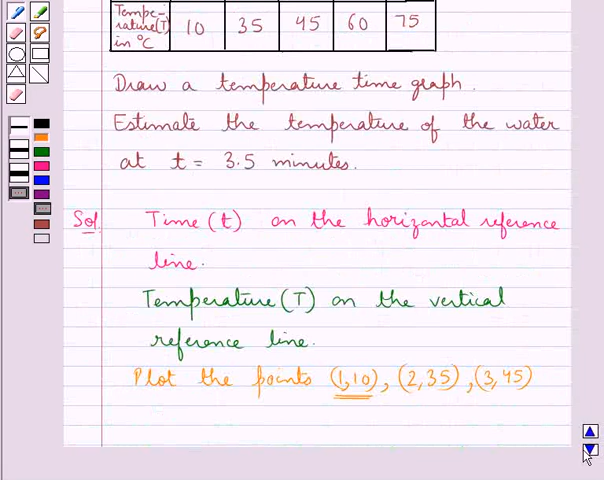 Tempe-
rature(T)
in °C
10 35 45 60 75
Draw a temperature time graph.
Estimate the temperature of the water
at t = 3.5 minutes.
Sol. Time (t) on the horizontal reference
line.
Temperature (T) on the vertical
reference line.
Plot the points (1,10), (2,35), (3,45)